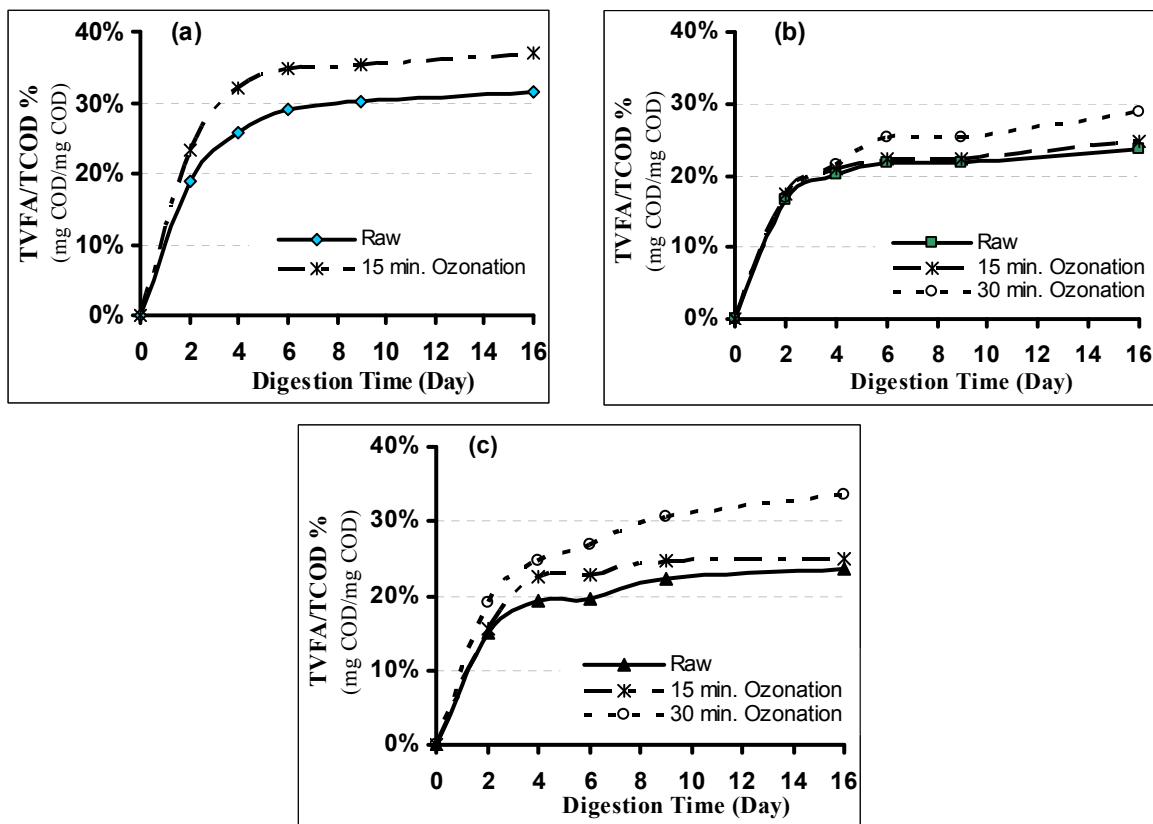 (a)
TVFA/TCOD %
(mg COD/mg COD)
40%
30%
20%
10%
0%
Raw
15 min. Ozonation
0 2 4 6 8 10 12 14 16
Digestion Time (Day)
(b)
TVFA/TCOD %
(mg COD/mg COD)
40%
30%
20%
10%
0%
Raw
15 min. Ozonation
30 min. Ozonation
0 2 4 6 8 10 12 14 16
Digestion Time (Day)
(c)
TVFA/TCOD %
(mg COD/mg COD)
40%
30%
20%
10%
0%
Raw
15 min. Ozonation
30 min. Ozonation
0 2 4 6 8 10 12 14 16
Digestion Time (Day)